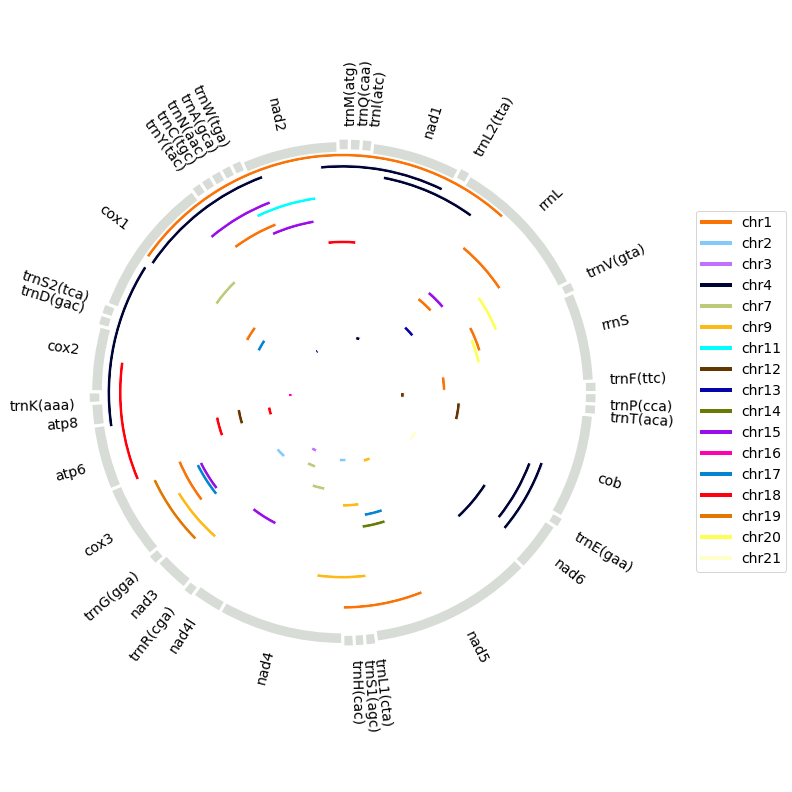 trnM(atg)
trnQ(caa)
trnI(atc)
nad1
trnL2(tta)
rrnL
trnV(gta)
rrnS
trnF(ttc)
trnP(cca)
trnT(aca)
cob
trnE(gaa)
nad6
nad5
trnL1(cta)
trnS1(agc)
trnH(cac)
nad4
nad4l
trnR(cga)
nad3
trnG(gga)
cox3
atp6
atp8
trnK(aaa)
cox2
trnD(gac)
trnS2(tca)
cox1
trnY(tac)
trnC(tgc)
trnN(aac)
trnA(gca)
trnW(tga)
nad2
chr1
chr2
chr3
chr4
chr7
chr9
chr11
chr12
chr13
chr14
chr15
chr16
chr17
chr18
chr19
chr20
chr21